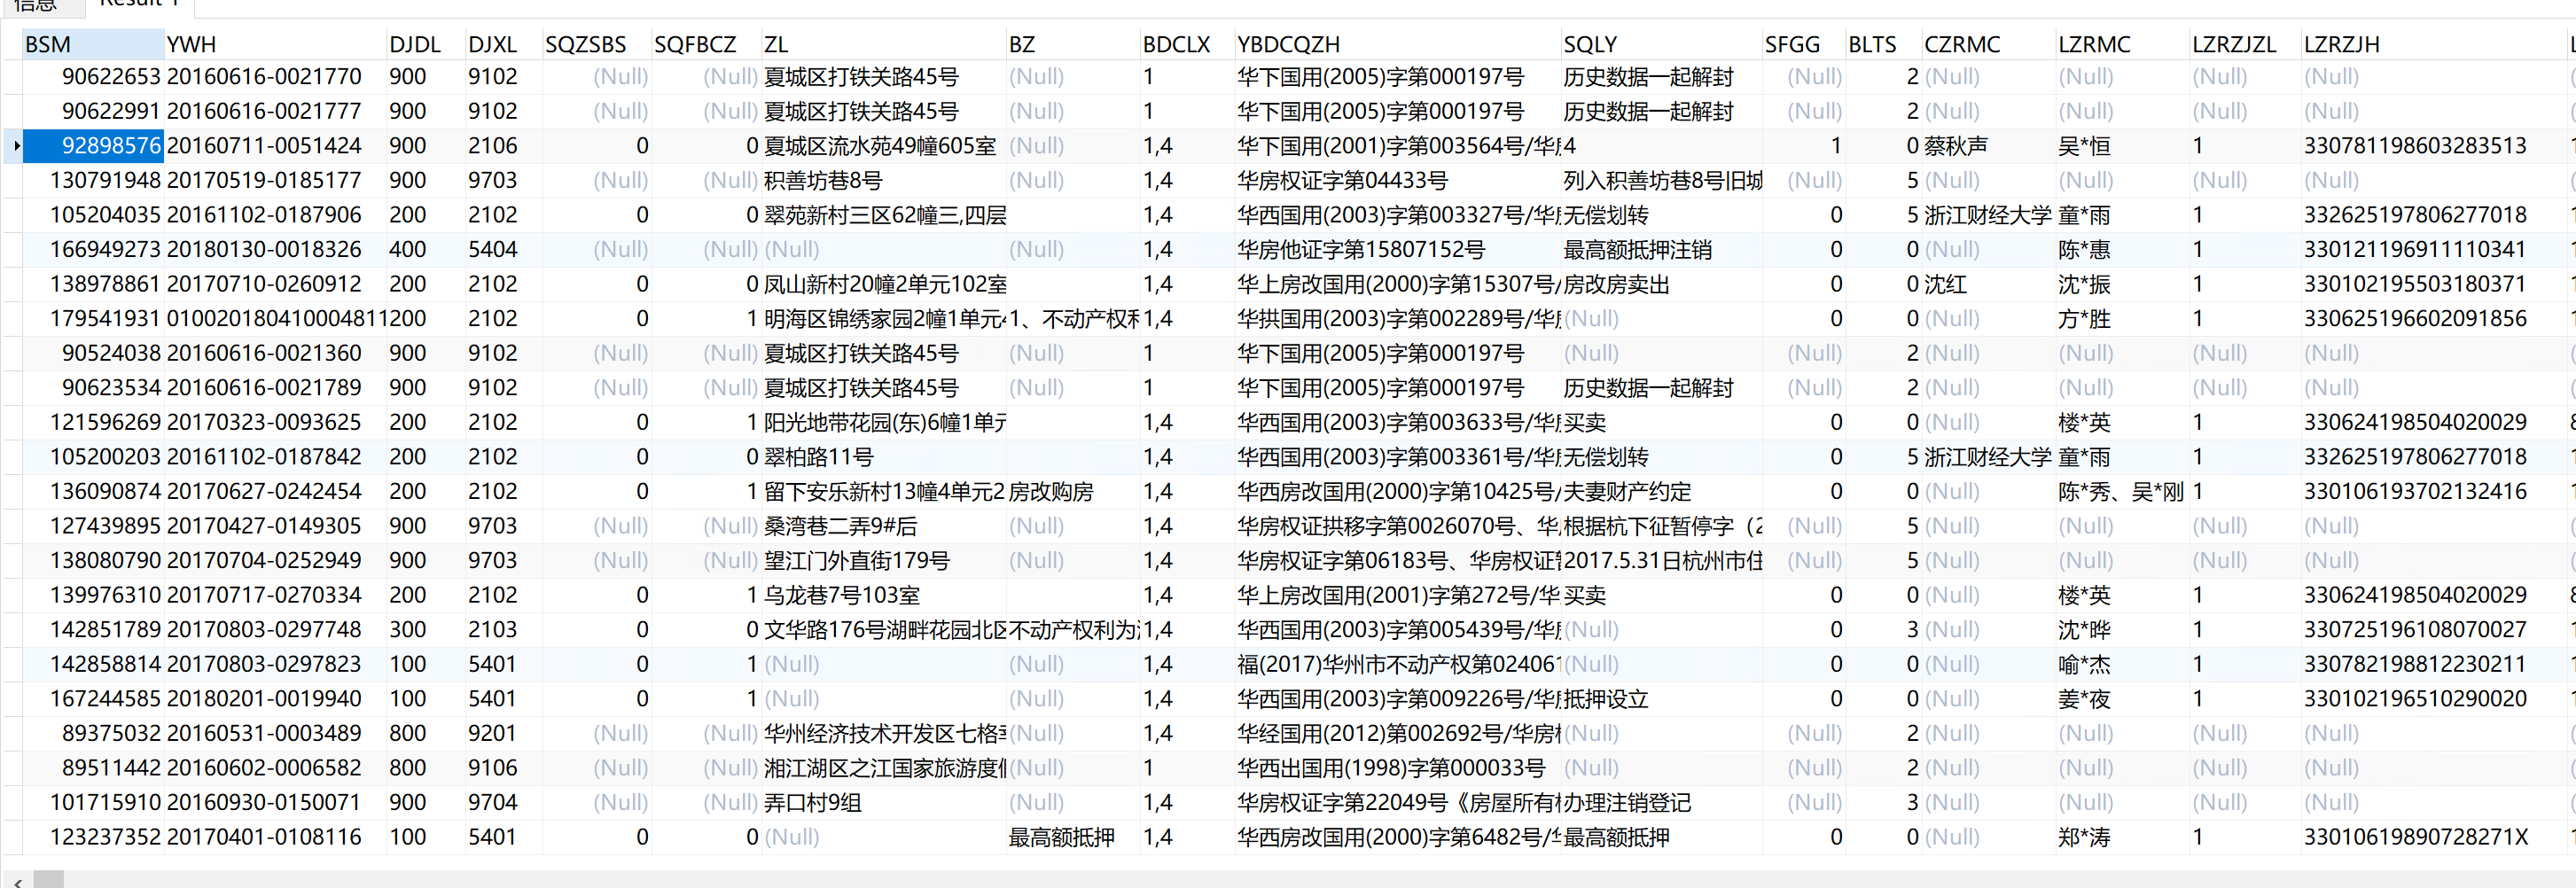 信息 Result 1
BSM YWH DJDL DJXL SQZSBS SQFBCZ ZL BZ BDCLX YBDCQZH SQLY SFGG BLTS CZRMC LZRMC LZRZJZL LZRZJH
90622653 20160616-0021770 900 9102 (Null) (Null) 夏城区打铁关路45号 (Null) 1 华下国用(2005)字第000197号 历史数据一起解封 (Null) 2 (Null) (Null) (Null) (Null)
90622991 20160616-0021777 900 9102 (Null) (Null) 夏城区打铁关路45号 (Null) 1 华下国用(2005)字第000197号 历史数据一起解封 (Null) 2 (Null) (Null) (Null) (Null)
92898576 20160711-0051424 900 2106 0 0 夏城区流水苑49幢605室 (Null) 1,4 华下国用(2001)字第003564号/华 4 1 0 蔡秋声 吴*恒 1 330781198603283513
130791948 20170519-0185177 900 9703 (Null) (Null) 积善坊巷8号 (Null) 1,4 华房权证字第04433号 列入积善坊巷8号旧城 (Null) 5 (Null) (Null) (Null) (Null)
105204035 20161102-0187906 200 2102 0 0 翠苑新村三区62幢三,四层 1,4 华西国用(2003)字第003327号/华 无偿划转 0 5 浙江财经大学 童*雨 1 332625197806277018
166949273 20180130-0018326 400 5404 (Null) (Null) (Null) (Null) 1,4 华房他证字第15807152号 最高额抵押注销 0 0 (Null) 陈*惠 1 330121196911110341
138978861 20170710-0260912 200 2102 0 0 凤山新村20幢2单元102室 1,4 华上房改国用(2000)字第15307号/ 房改房卖出 0 0 沈红 沈*振 1 330102195503180371
179541931 010020180410004811 200 2102 0 1 明海区锦绣家园2幢1单元 1、不动产权利 1,4 华拱国用(2003)字第002289号/华 (Null) 0 0 (Null) 方*胜 1 330625196602091856
90524038 20160616-0021360 900 9102 (Null) (Null) 夏城区打铁关路45号 (Null) 1 华下国用(2005)字第000197号 (Null) (Null) 2 (Null) (Null) (Null) (Null)
90623534 20160616-0021789 900 9102 (Null) (Null) 夏城区打铁关路45号 (Null) 1 华下国用(2005)字第000197号 历史数据一起解封 (Null) 2 (Null) (Null) (Null) (Null)
121596269 20170323-0093625 200 2102 0 1 阳光地带花园(东)6幢1单元 1,4 华西国用(2003)字第003633号/华 买卖 0 0 (Null) 楼*英 1 330624198504020029
105200203 20161102-0187842 200 2102 0 0 翠柏路11号 1,4 华西国用(2003)字第003361号/华 无偿划转 0 5 浙江财经大学 童*雨 1 332625197806277018
136090874 20170627-0242454 200 2102 0 1 留下安乐新村13幢4单元2 房改购房 1,4 华西房改国用(2000)字第10425号/ 夫妻财产约定 0 0 (Null) 陈*秀、吴*刚 1 330106193702132416
127439895 20170427-0149305 900 9703 (Null) (Null) 桑湾巷二弄9#后 (Null) 1,4 华房权证拱移字第0026070号、华 根据杭下征暂停字（2 (Null) 5 (Null) (Null) (Null) (Null)
138080790 20170704-0252949 900 9703 (Null) (Null) 望江门外直街179号 (Null) 1,4 华房权证字第06183号、华房权证 2017.5.31日杭州市住 (Null) 5 (Null) (Null) (Null) (Null)
139976310 20170717-0270334 200 2102 0 1 乌龙巷7号103室 1,4 华上房改国用(2001)字第272号/华 买卖 0 0 (Null) 楼*英 1 330624198504020029
142851789 20170803-0297748 300 2103 0 0 文华路176号湖畔花园北区 不动产权利为 1,4 华西国用(2003)字第005439号/华 (Null) 0 3 (Null) 沈*晔 1 330725196108070027
142858814 20170803-0297823 100 5401 0 1 (Null) (Null) 1,4 福(2017)华州市不动产权第024061 (Null) 0 0 (Null) 喻*杰 1 330782198812230211
167244585 20180201-0019940 100 5401 0 1 (Null) (Null) 1,4 华西国用(2003)字第009226号/华 抵押设立 0 0 (Null) 姜*夜 1 330102196510290020
89375032 20160531-0003489 800 9201 (Null) (Null) 华州经济技术开发区七格 (Null) 1,4 华经国用(2012)第002692号/华房 (Null) (Null) 2 (Null) (Null) (Null) (Null)
89511442 20160602-0006582 800 9106 (Null) (Null) 湘江湖区之江国家旅游度 (Null) 1 华西出国用(1998)字第000033号 (Null) (Null) 2 (Null) (Null) (Null) (Null)
101715910 20160930-0150071 900 9704 (Null) (Null) 弄口村9组 (Null) 1,4 华房权证字第22049号《房屋所有 办理注销登记 (Null) 3 (Null) (Null) (Null) (Null)
123237352 20170401-0108116 100 5401 0 0 (Null) 最高额抵押 1,4 华西房改国用(2000)字第6482号/ 最高额抵押 0 0 (Null) 郑*涛 1 33010619890728271X